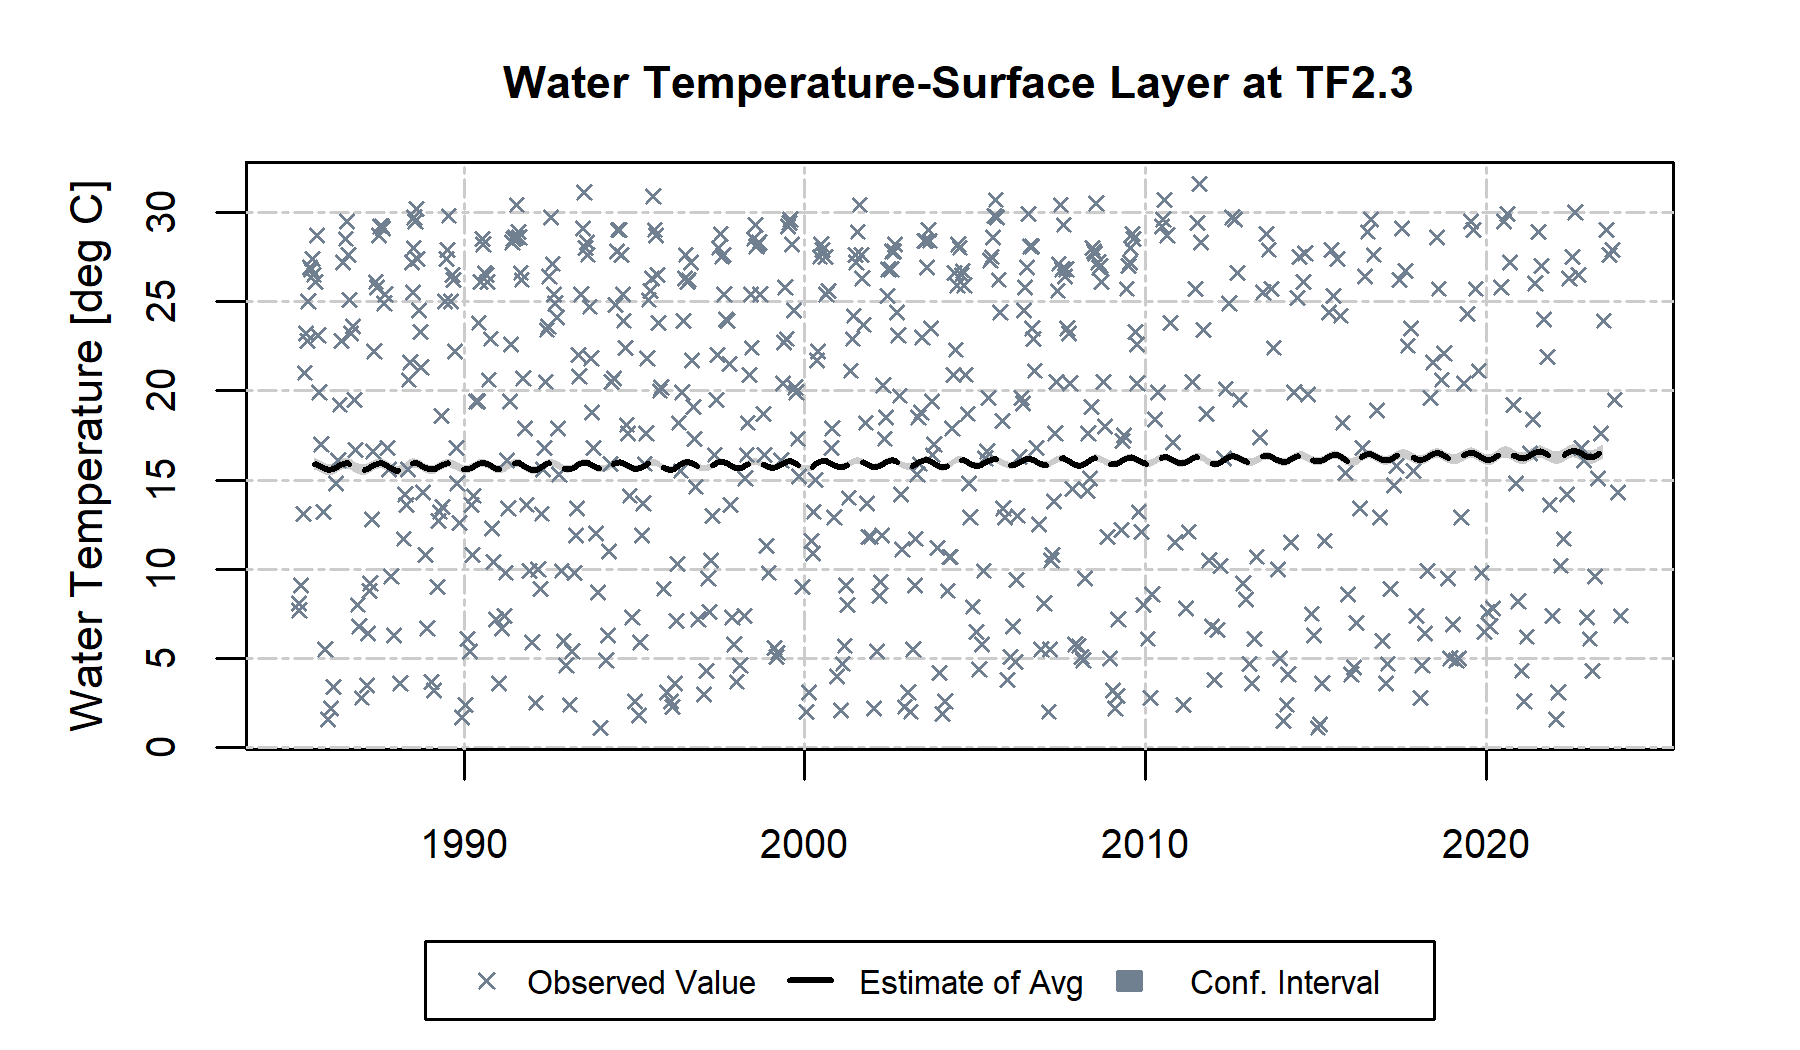 Water Temperature-Surface Layer at TF2.3
Water Temperature [deg C]
30
25
20
15
10
5
0
1990 2000 2010 2020
Observed Value Estimate of Avg Conf. Interval